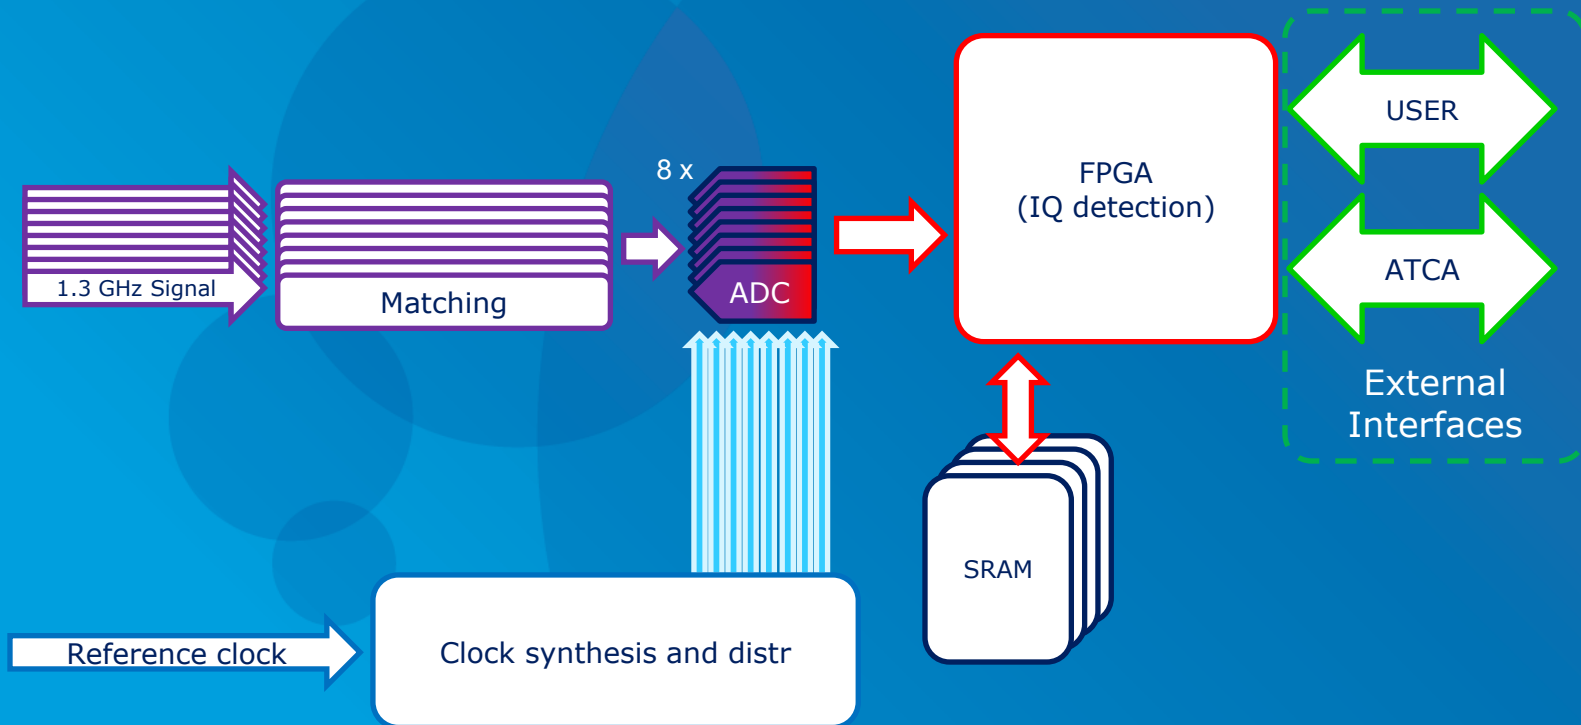 8 x
1.3 GHz Signal
Matching
ADC
FPGA
(IQ detection)
USER
ATCA
External
Interfaces
SRAM
Reference clock
Clock synthesis and distr